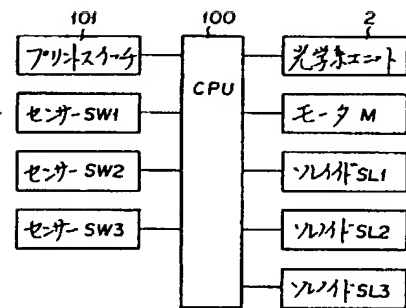 101
100
2
プリントスイッチ
センサーSW1
センサーSW2
センサーSW3
CPU
光学系ユニット
モータ M
ソレノイドSL1
ソレノイドSL2
ソレノイドSL3